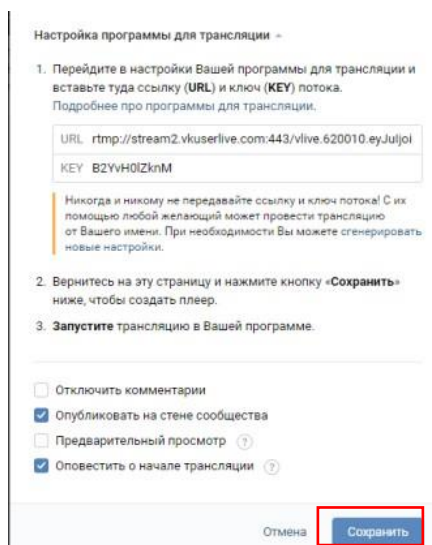 Настройка программы для трансляции
1. Перейдите в настройки Вашей программы для трансляции и
вставьте туда ссылку (URL) и ключ (KEY) потока.
Подробнее про программы для трансляции.
URL rtmp://stream2.vkuserlive.com:443/vlive.620010.eyJuIjoi
KEY B2YvH0lZknM
Никогда и никому не передавайте ссылку и ключ потока! С их
помощью любой желающий может провести трансляцию
от Вашего имени. При необходимости Вы можете сгенерировать
новые настройки.
2. Вернитесь на эту страницу и нажмите кнопку «Сохранить»
ниже, чтобы создать плеер.
3. Запустите трансляцию в Вашей программе.
Отключить комментарии
Опубликовать на стене сообщества
Предварительный просмотр ?
Оповестить о начале трансляции ?
Отмена Сохранить